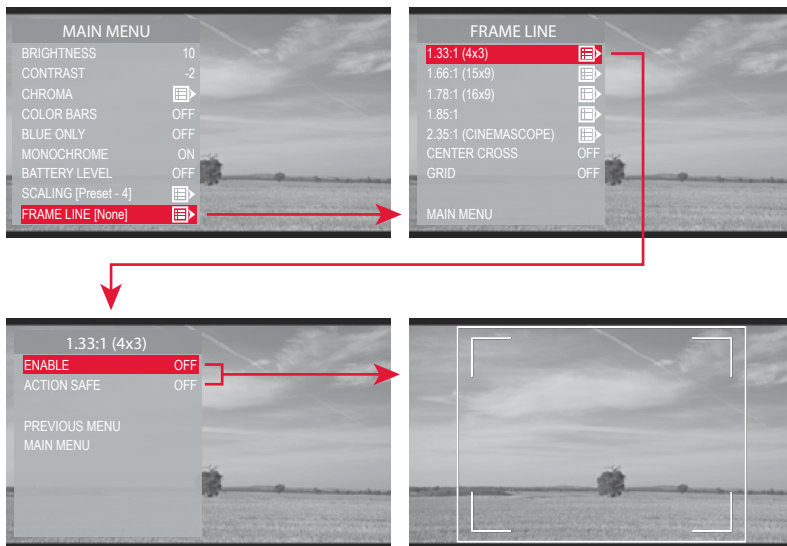 MAIN MENU
BRIGHTNESS 10
CONTRAST -2
CHROMA
COLOR BARS OFF
BLUE ONLY OFF
MONOCHROME ON
BATTERY LEVEL OFF
SCALING [Preset - 4]
FRAME LINE [None]
FRAME LINE
1.33:1 (4x3)
1.66:1 (15x9)
1.78:1 (16x9)
1.85:1
2.35:1 (CINEMASCOPE)
CENTER CROSS OFF
GRID OFF
MAIN MENU
1.33:1 (4x3)
ENABLE OFF
ACTION SAFE OFF
PREVIOUS MENU
MAIN MENU